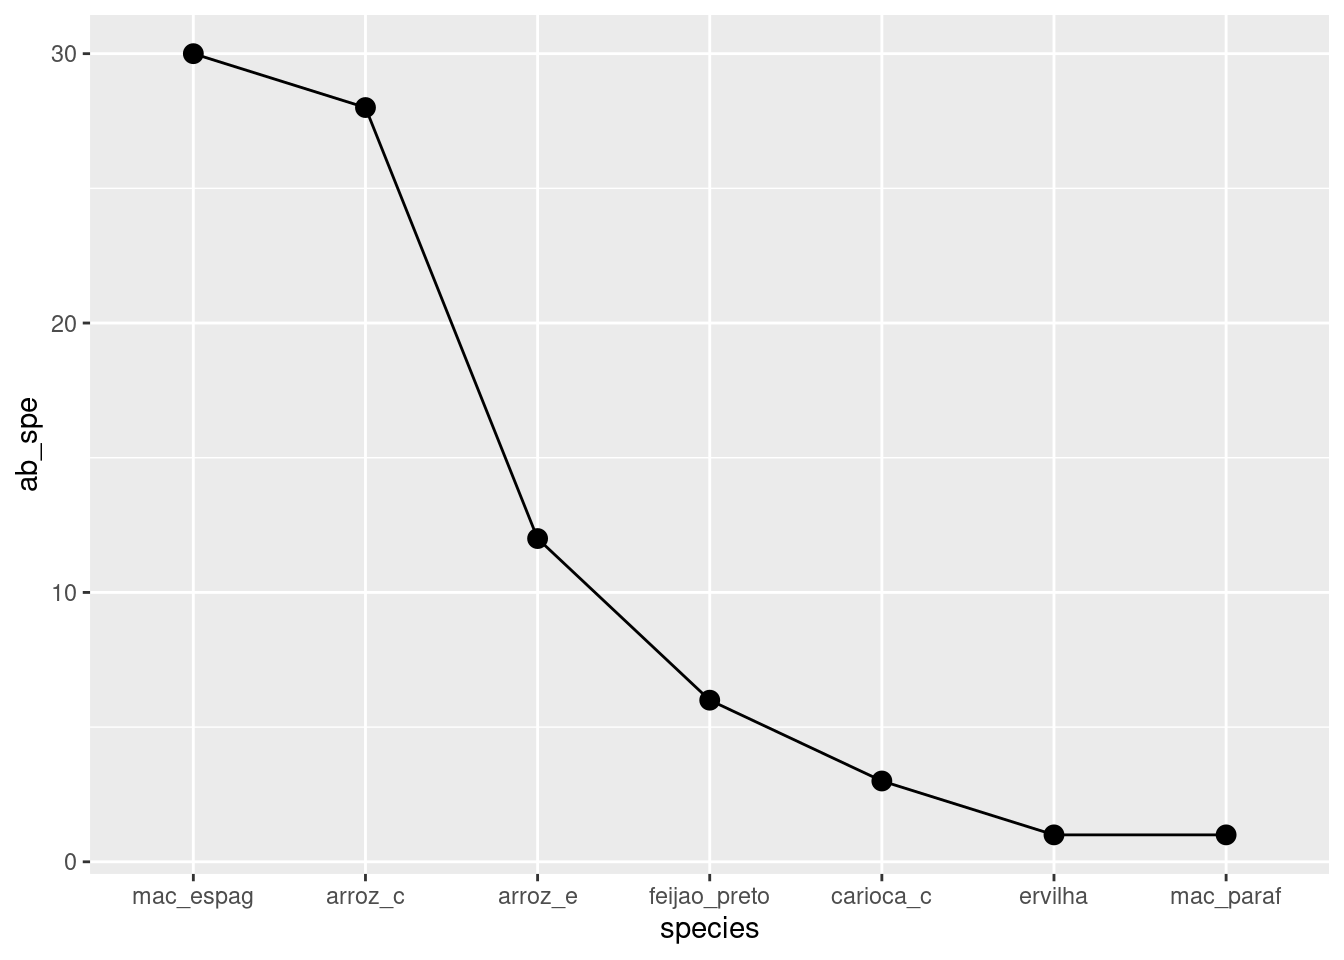 30
20
10
0
ab_spe
mac_espag arroz_c arroz_e feijao_preto carioca_c ervilha mac_paraf
species